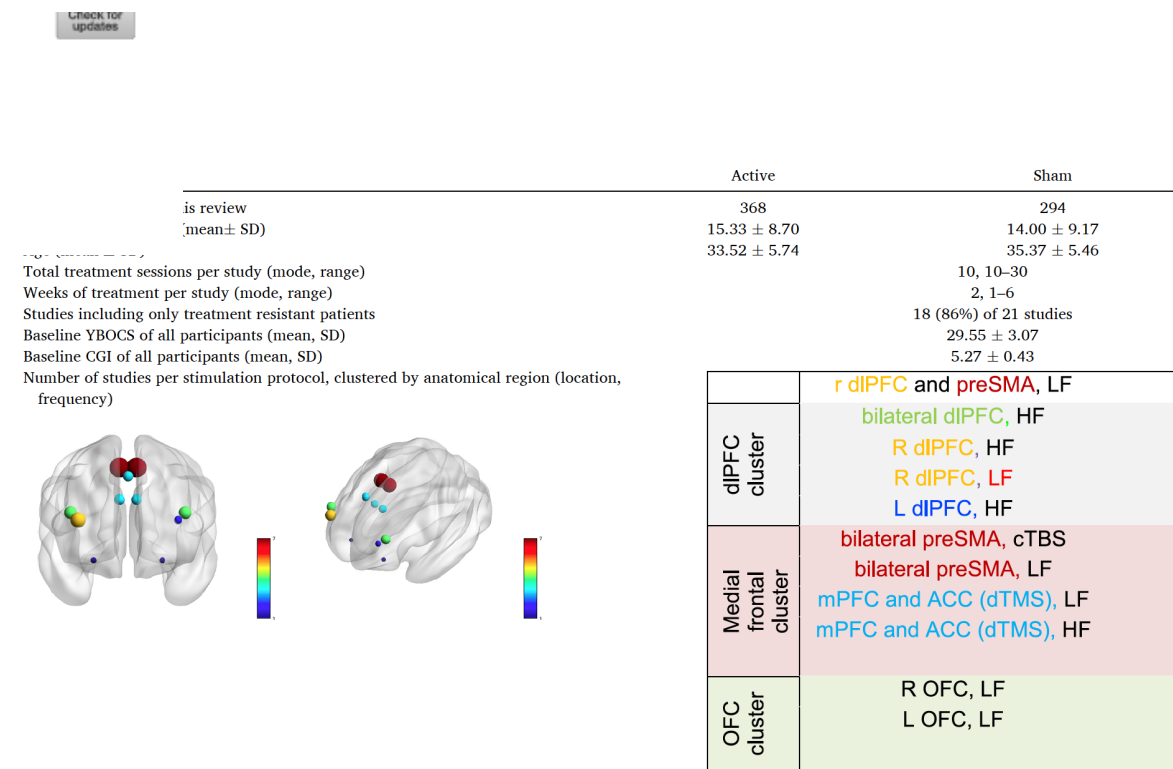 Check for
updates
Active Sham
is review 368 294
(mean± SD) 15.33 ± 8.70 14.00 ± 9.17
33.52 ± 5.74 35.37 ± 5.46
Total treatment sessions per study (mode, range) 10, 10–30
Weeks of treatment per study (mode, range) 2, 1–6
Studies including only treatment resistant patients 18 (86%) of 21 studies
Baseline YBOCS of all participants (mean, SD) 29.55 ± 3.07
Baseline CGI of all participants (mean, SD) 5.27 ± 0.43
Number of studies per stimulation protocol, clustered by anatomical region (location,
frequency)
r dlPFC and preSMA, LF
dlPFC
cluster
bilateral dlPFC, HF
R dlPFC, HF
R dlPFC, LF
L dlPFC, HF
Medial
frontal
cluster
bilateral preSMA, cTBS
bilateral preSMA, LF
mPFC and ACC (dTMS), LF
mPFC and ACC (dTMS), HF
OFC
cluster
R OFC, LF
L OFC, LF